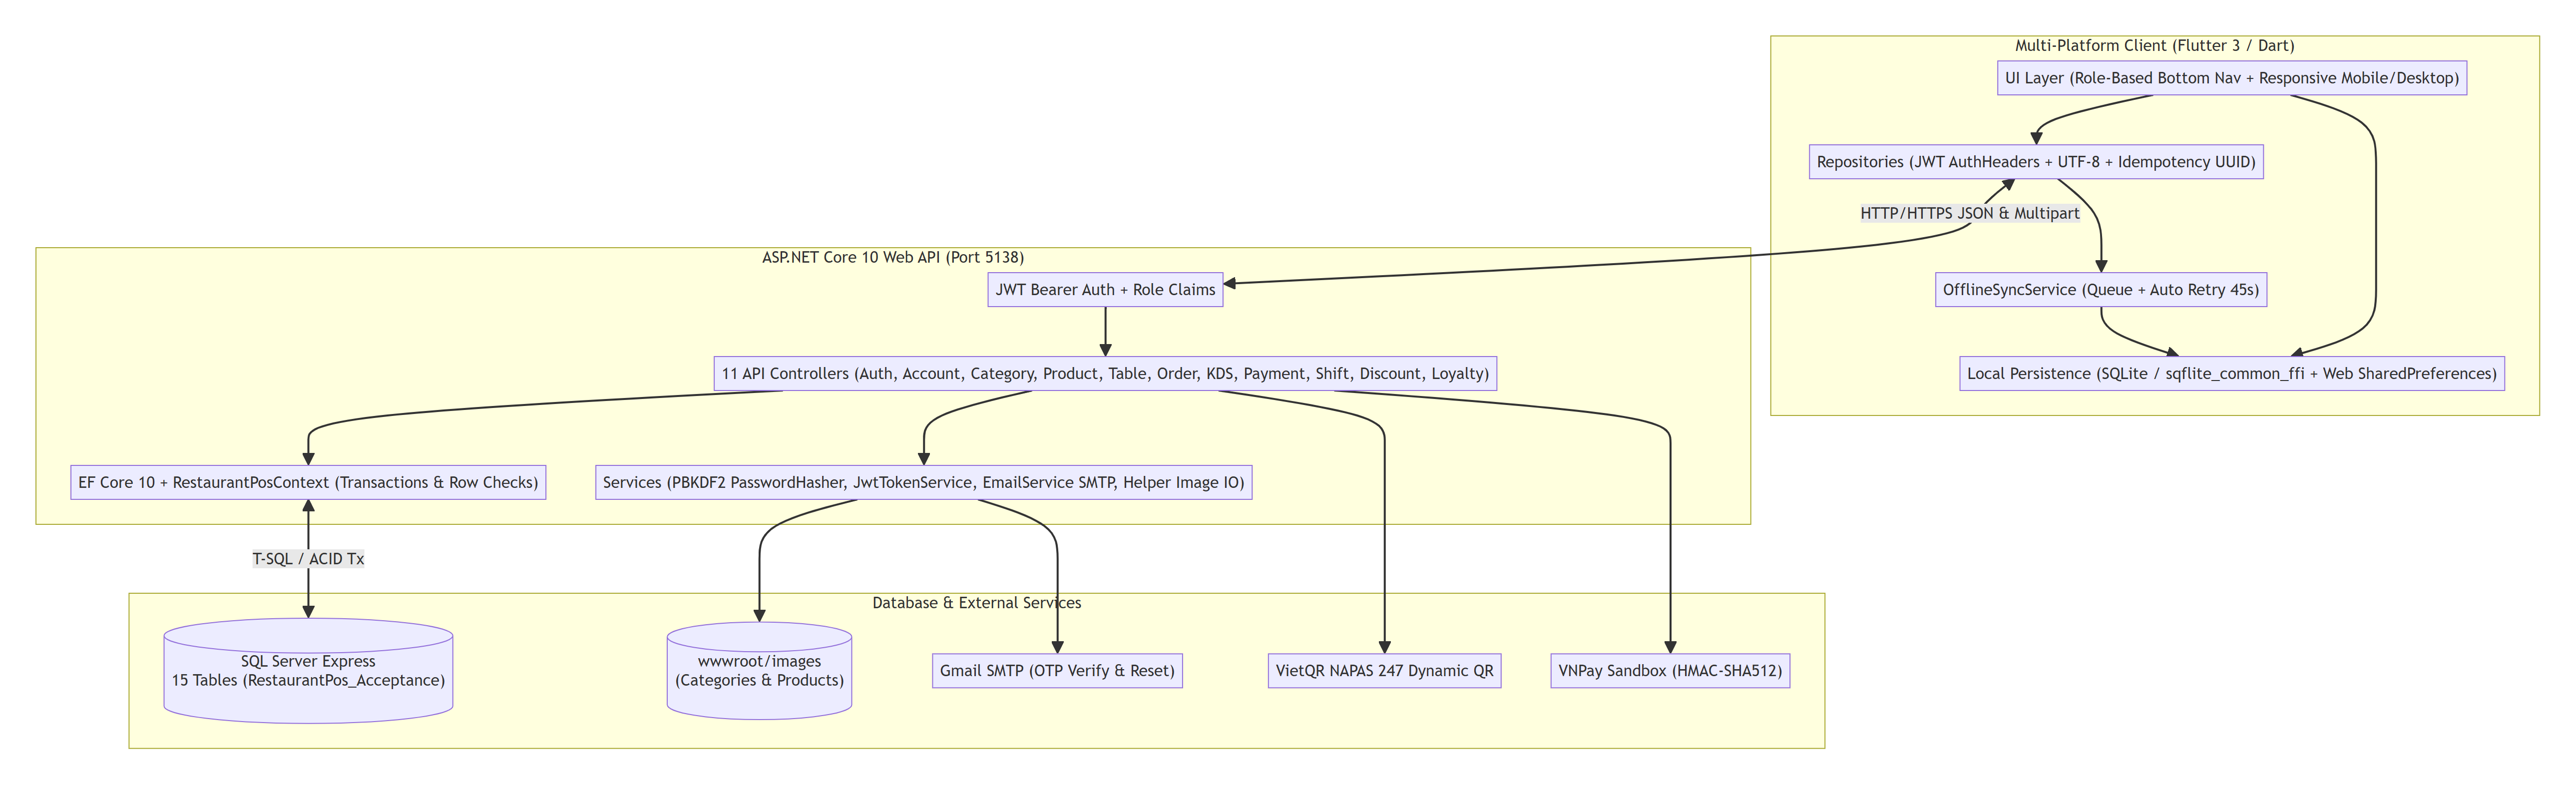 Multi-Platform Client (Flutter 3 / Dart)
UI Layer (Role-Based Bottom Nav + Responsive Mobile/Desktop)
Repositories (JWT AuthHeaders + UTF-8 + Idempotency UUID)
HTTP/HTTPS JSON & Multipart
OfflineSyncService (Queue + Auto Retry 45s)
Local Persistence (SQLite / sqflite_common_ffi + Web SharedPreferences)
ASP.NET Core 10 Web API (Port 5138)
JWT Bearer Auth + Role Claims
11 API Controllers (Auth, Account, Category, Product, Table, Order, KDS, Payment, Shift, Discount, Loyalty)
EF Core 10 + RestaurantPosContext (Transactions & Row Checks)
Services (PBKDF2 PasswordHasher, JwtTokenService, EmailService SMTP, Helper Image IO)
T-SQL / ACID Tx
Database & External Services
SQL Server Express
15 Tables (RestaurantPos_Acceptance)
wwwroot/images
(Categories & Products)
Gmail SMTP (OTP Verify & Reset)
VietQR NAPAS 247 Dynamic QR
VNPay Sandbox (HMAC-SHA512)